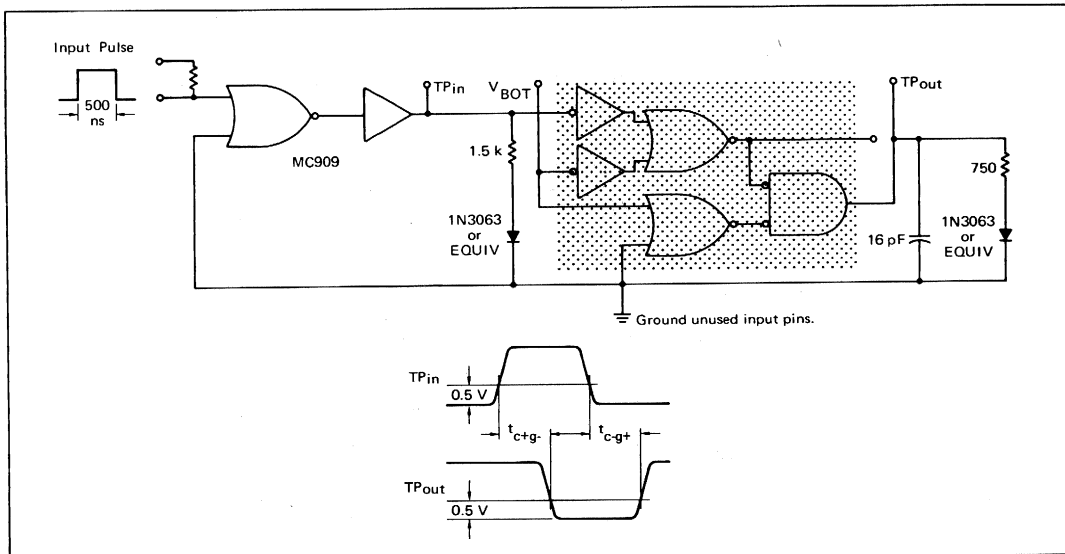 Input Pulse
500
ns
MC909
TPin
1.5 k
1N3063
or
EQUIV
VBOT
TPout
750
16 pF
1N3063
or
EQUIV
Ground unused input pins.
TPin
0.5 V
tc+g-
tc-g+
TPout
0.5 V